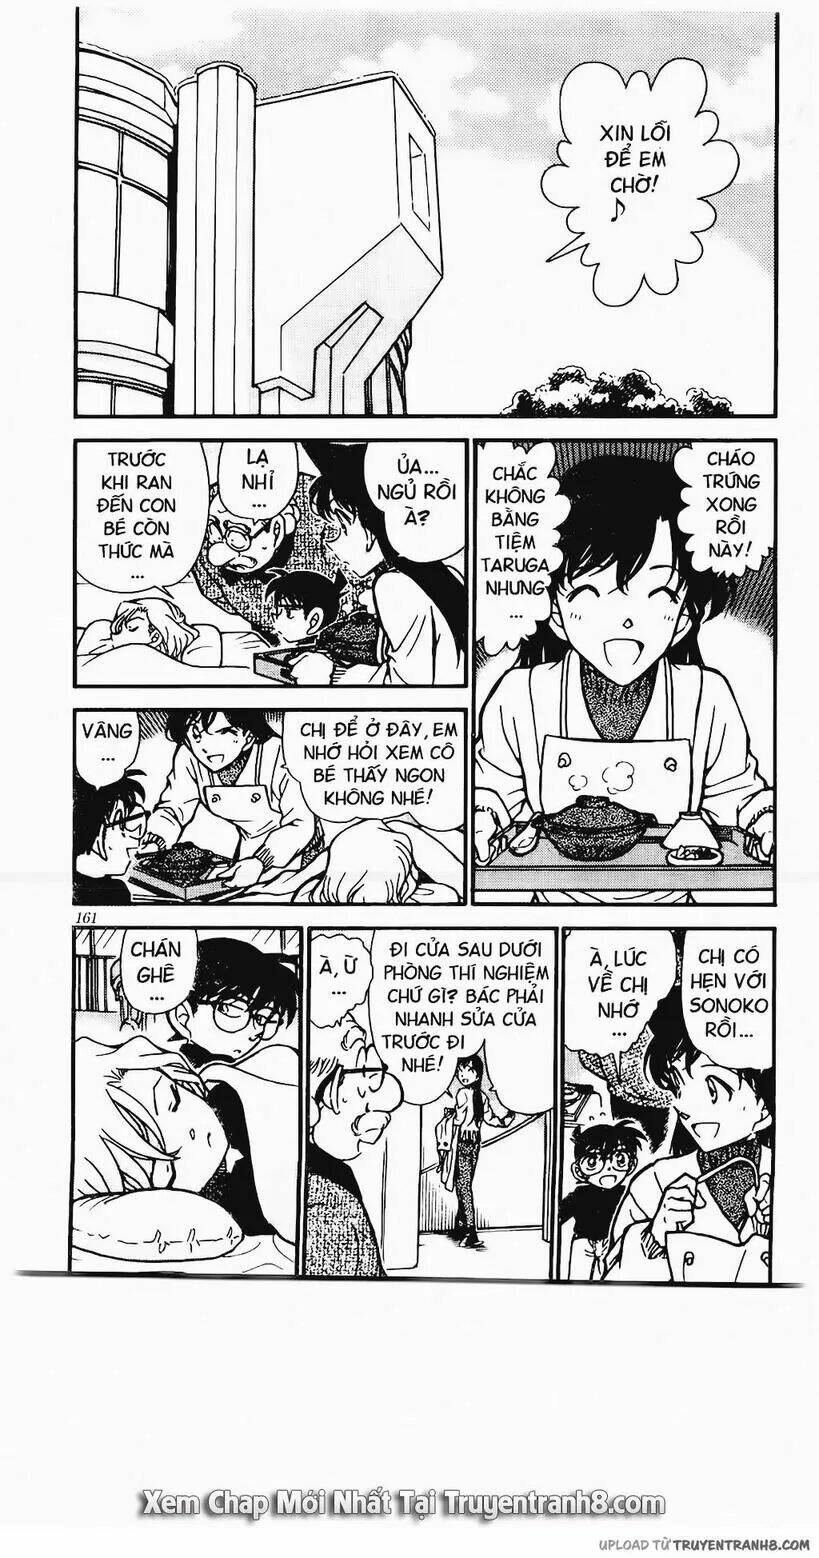 XIN LỖI
ĐỂ EM
CHỜ!
♪
CHÁO
TRỨNG
XONG
RỒI
NÀY!
CHẮC
KHÔNG
BẰNG
TIỆM
TARUGA
NHƯNG
...
ỦA...
NGỦ RỒI
À?
LẠ
NHỈ
...
TRƯỚC
KHI RAN
ĐẾN CON
BÉ CÒN
THỨC MÀ
...
CHỊ ĐỂ Ở ĐÂY, EM
NHỚ HỎI XEM CÔ
BÉ THẤY NGON
KHÔNG NHÉ!
VÂNG
...
161
CHỊ CÓ
HẸN VỚI
SONOKO
RỒI...
À, LÚC
VỀ CHỊ
NHỚ
...
ĐI CỬA SAU DƯỚI
PHÒNG THÍ NGHIỆM
CHỨ GÌ? BÁC PHẢI
NHANH SỬA CỬA
TRƯỚC ĐI
NHÉ!
À, Ừ
...
CHÁN
GHÊ
...
Xem Chap Mới Nhất Tại Truyentranh8.com
UPLOAD TỪ TRUYENTRANH8.COM